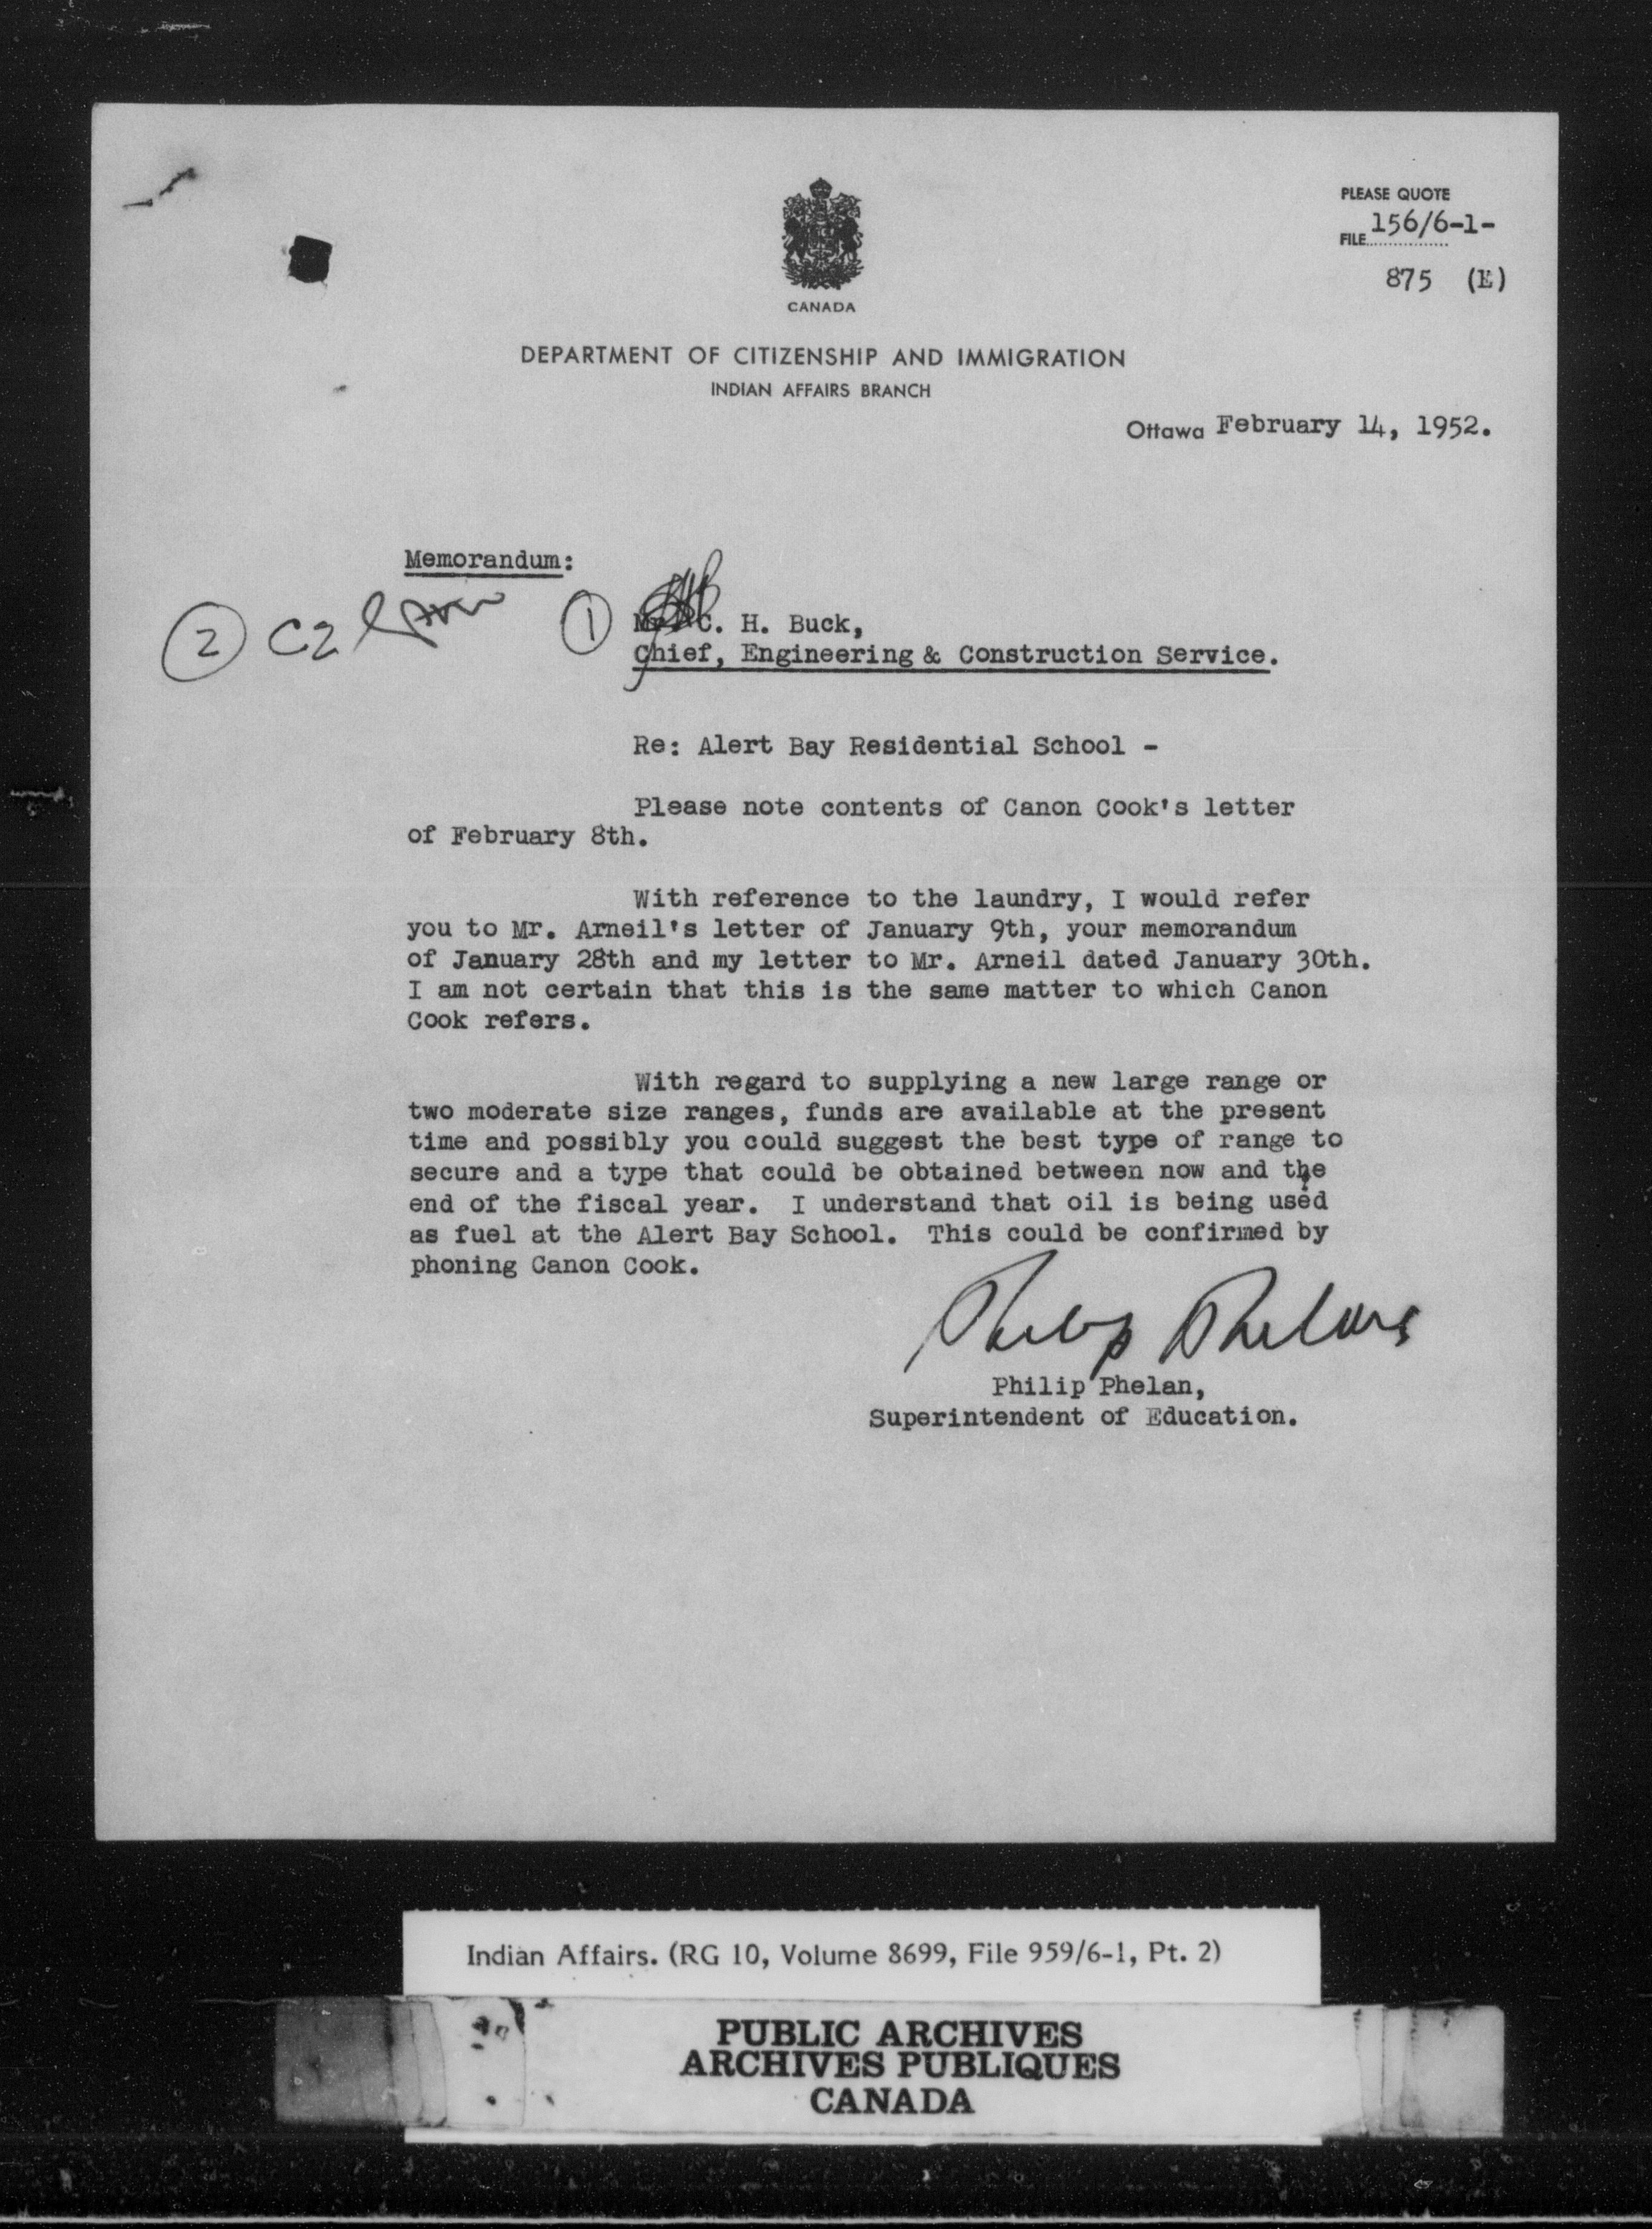 PLEASE QUOTE
FILE 156/6-1-
875 (E)
CANADA
DEPARTMENT OF CITIZENSHIP AND IMMIGRATION
INDIAN AFFAIRS BRANCH
Ottawa February 14, 1952.
Memorandum:
2 C2
1 Mr. C. H. Buck,
Chief, Engineering & Construction Service.
Re: Alert Bay Residential School -
Please note contents of Canon Cook's letter
of February 8th.
With reference to the laundry, I would refer
you to Mr. Arneil's letter of January 9th, your memorandum
of January 28th and my letter to Mr. Arneil dated January 30th.
I am not certain that this is the same matter to which Canon
Cook refers.
With regard to supplying a new large range or
two moderate size ranges, funds are available at the present
time and possibly you could suggest the best type of range to
secure and a type that could be obtained between now and the
end of the fiscal year. I understand that oil is being used
as fuel at the Alert Bay School. This could be confirmed by
phoning Canon Cook.
Philip Phelan
Philip Phelan,
Superintendent of Education.
Indian Affairs. (RG 10, Volume 8699, File 959/6-1, Pt. 2)
PUBLIC ARCHIVES
ARCHIVES PUBLIQUES
CANADA